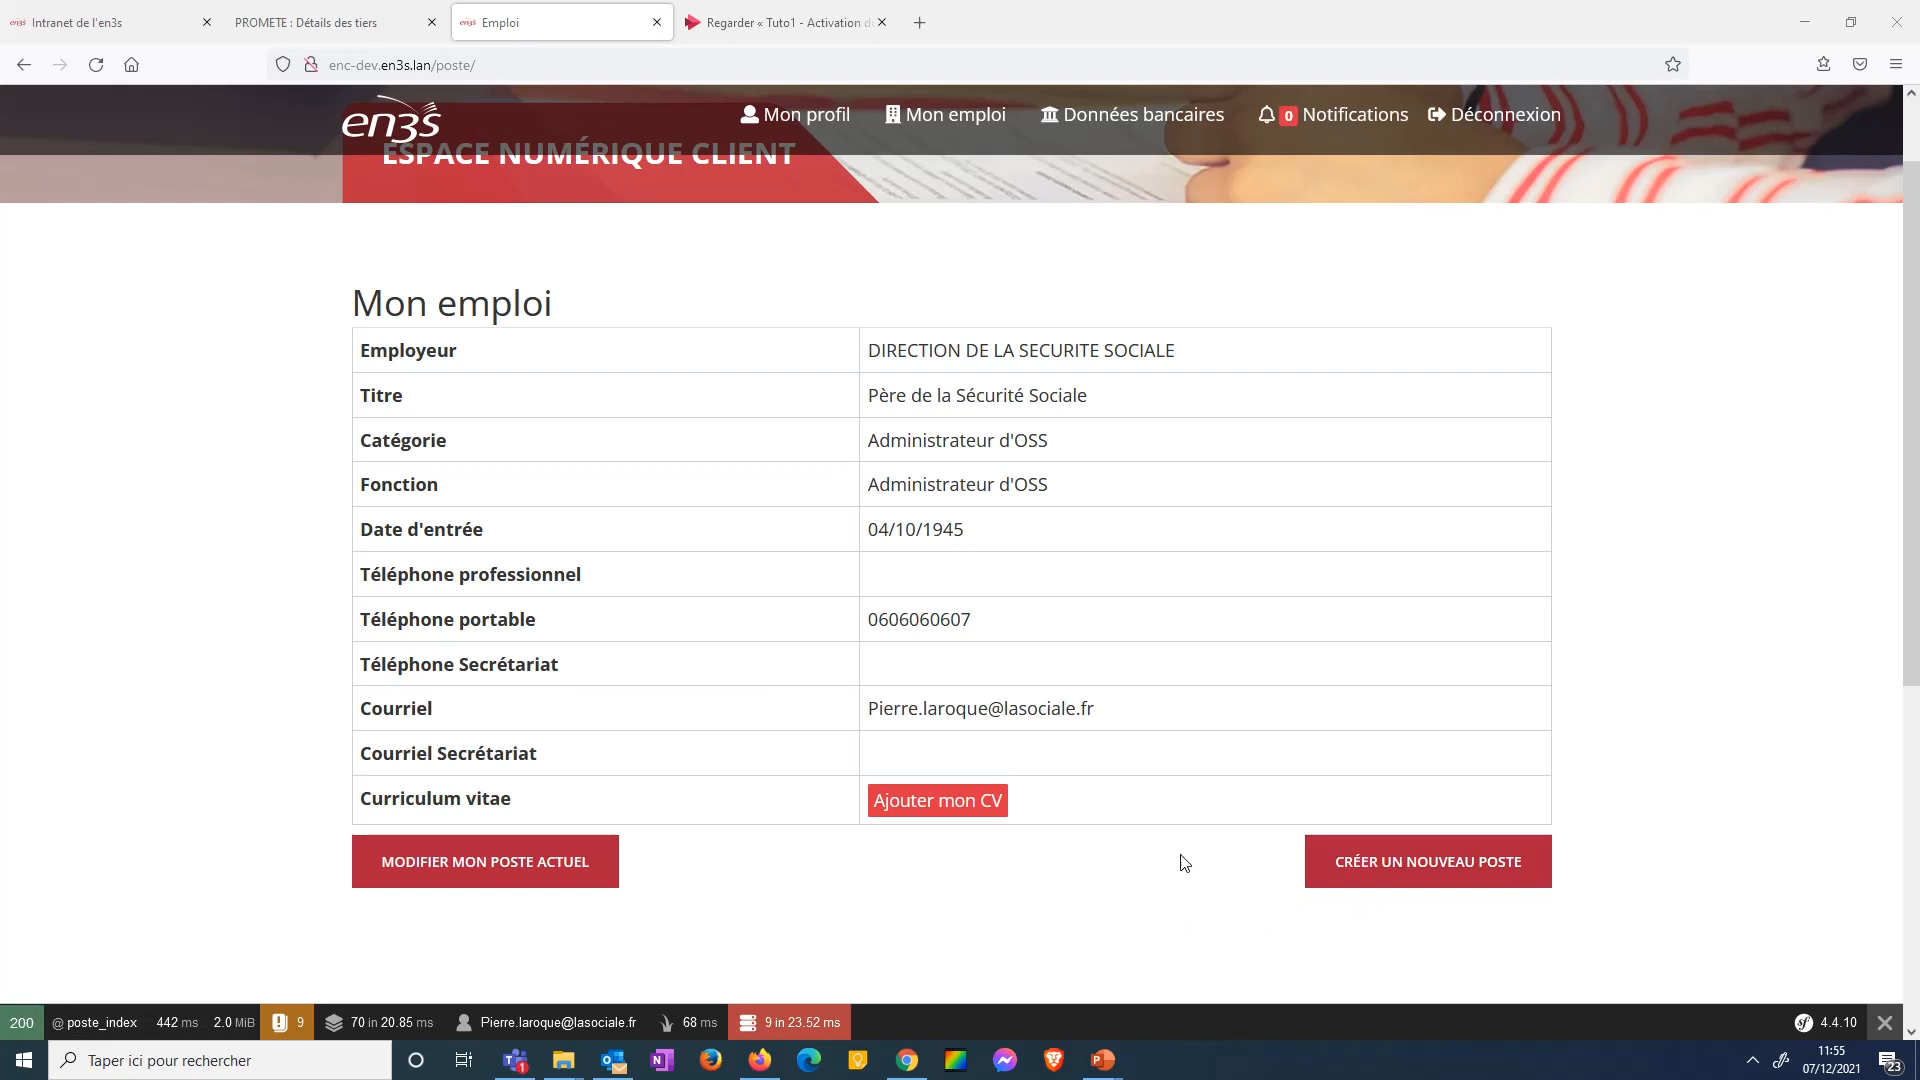 en3s Intranet de l'en3s
PROMETE : Détails des tiers
en3s Emploi
Regarder « Tuto1 - Activation d
enc-dev.en3s.lan/poste/
en3s
Mon profil
Mon emploi
Données bancaires
0 Notifications
Déconnexion
ESPACE NUMÉRIQUE CLIENT
Mon emploi
Employeur DIRECTION DE LA SECURITE SOCIALE
Titre Père de la Sécurité Sociale
Catégorie Administrateur d'OSS
Fonction Administrateur d'OSS
Date d'entrée 04/10/1945
Téléphone professionnel
Téléphone portable 0606060607
Téléphone Secrétariat
Courriel Pierre.laroque@lasociale.fr
Courriel Secrétariat
Curriculum vitae Ajouter mon CV
MODIFIER MON POSTE ACTUEL
CRÉER UN NOUVEAU POSTE
200 @ poste_index 442 ms 2.0 MiB 9 70 in 20.85 ms Pierre.laroque@lasociale.fr 68 ms 9 in 23.52 ms sf 4.4.10
Taper ici pour rechercher
1
11:55
07/12/2021
23